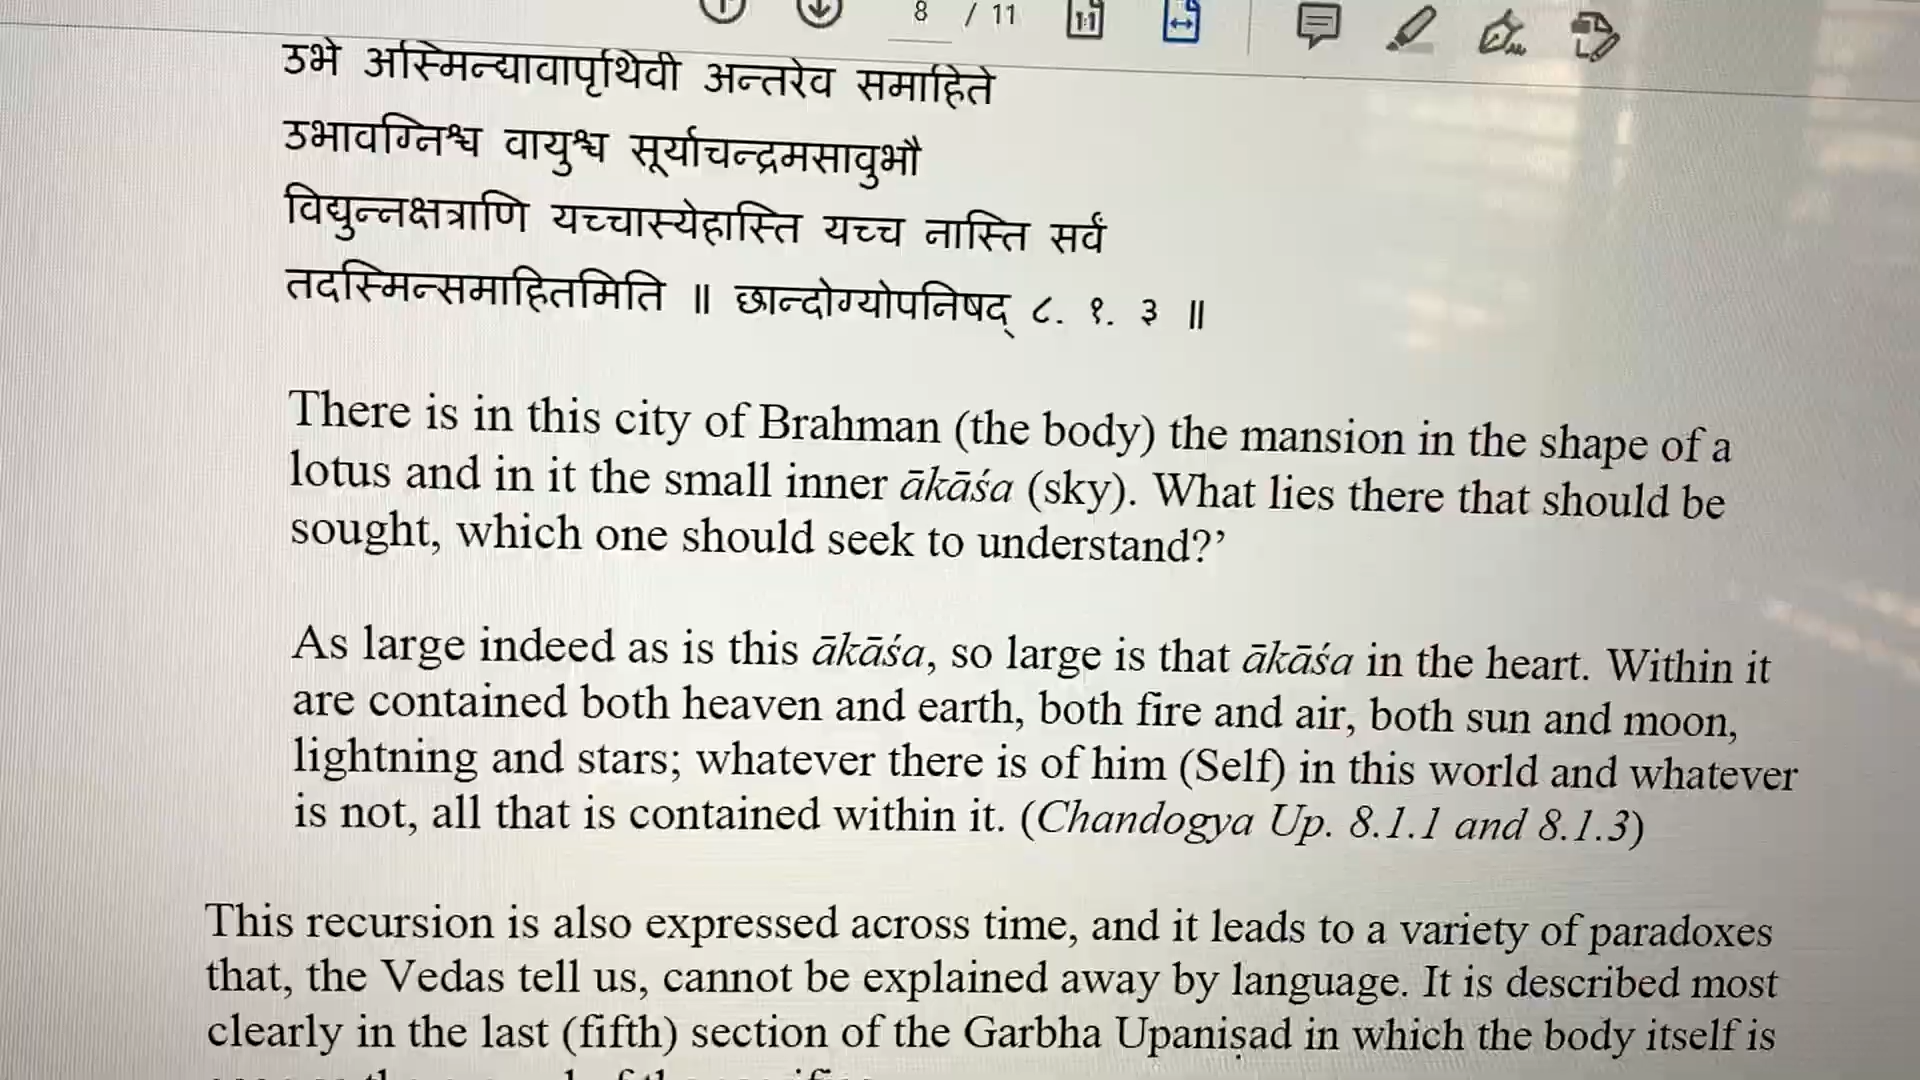 8 / 11
उभे अस्मिन्द्यावापृथिवी अन्तरेव समाहिते
उभावग्निश्च वायुश्च सूर्याचन्द्रमसावुभौ
विद्युन्नक्षत्राणि यच्चास्येहास्ति यच्च नास्ति सर्वं
तदस्मिन्समाहितमिति ॥ छान्दोग्योपनिषद् ८. १. ३ ॥
There is in this city of Brahman (the body) the mansion in the shape of a
lotus and in it the small inner ākāśa (sky). What lies there that should be
sought, which one should seek to understand?’
As large indeed as is this ākāśa, so large is that ākāśa in the heart. Within it
are contained both heaven and earth, both fire and air, both sun and moon,
lightning and stars; whatever there is of him (Self) in this world and whatever
is not, all that is contained within it. (Chandogya Up. 8.1.1 and 8.1.3)
This recursion is also expressed across time, and it leads to a variety of paradoxes
that, the Vedas tell us, cannot be explained away by language. It is described most
clearly in the last (fifth) section of the Garbha Upaniṣad in which the body itself is